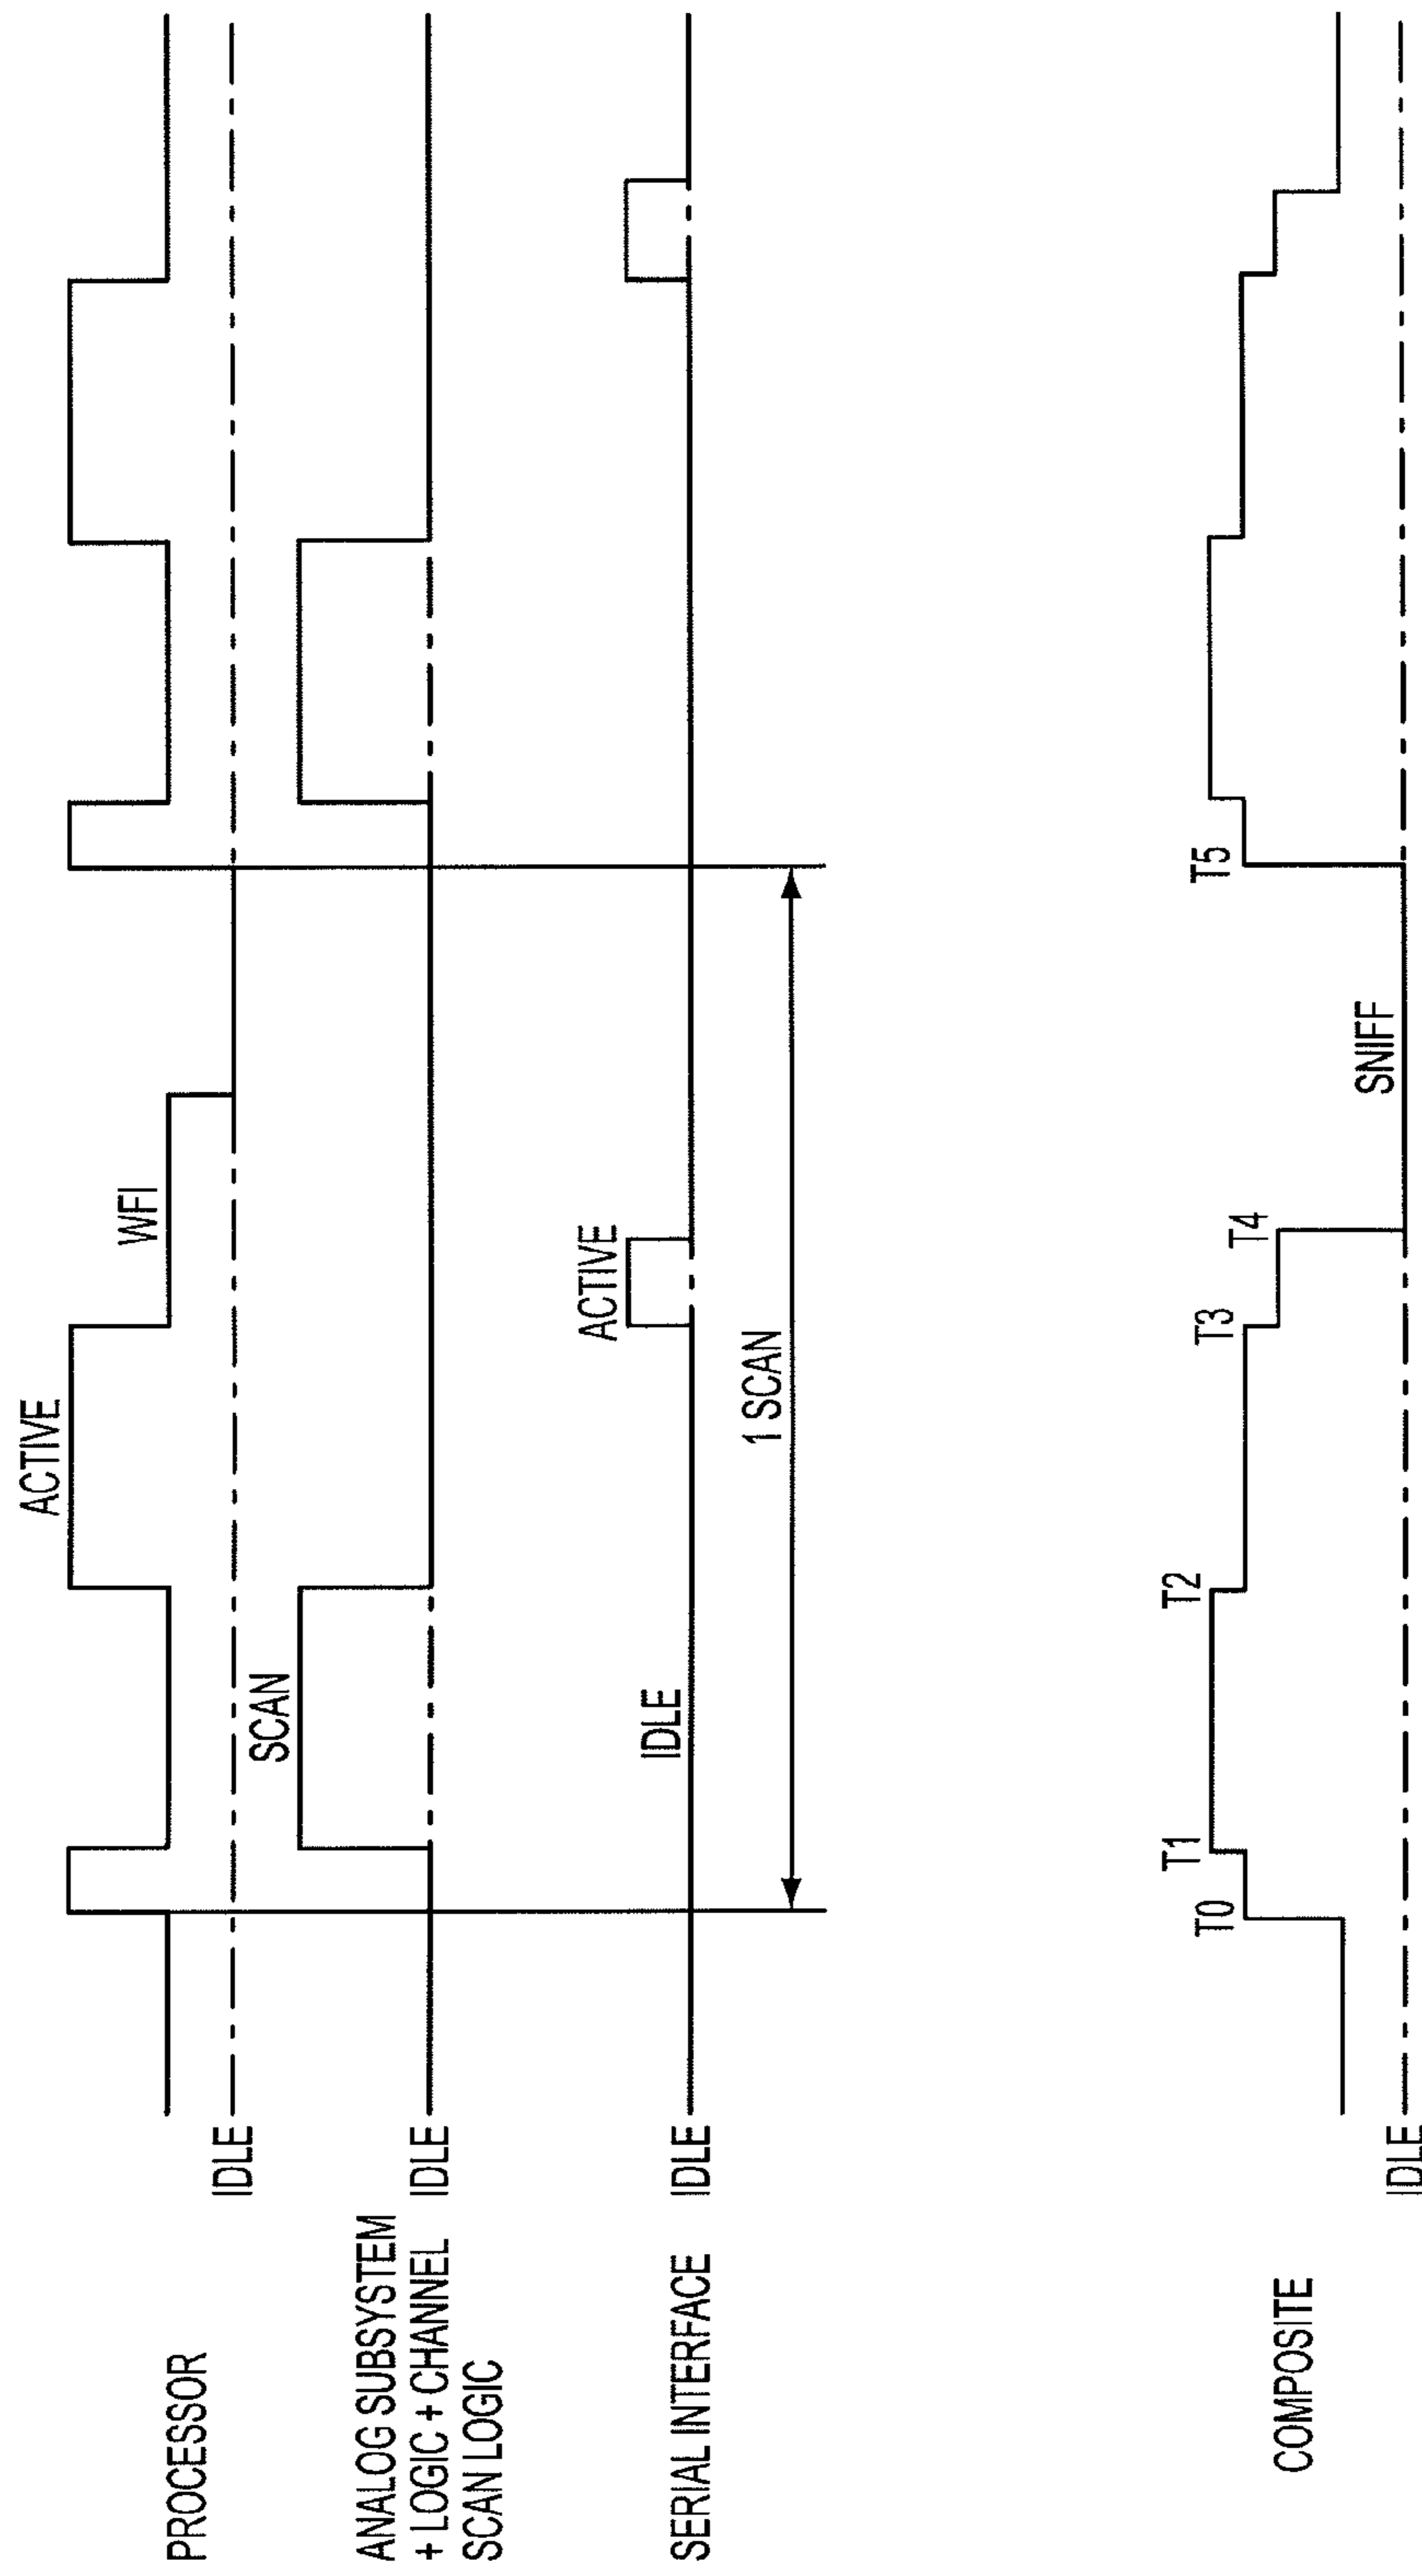 PROCESSOR
IDLE
ACTIVE
WFI
ANALOG SUBSYSTEM
+ LOGIC + CHANNEL
SCAN LOGIC
IDLE
SCAN
SERIAL INTERFACE
IDLE
IDLE
ACTIVE
1 SCAN
COMPOSITE
IDLE
T0
T1
T2
T3
T4
SNIFF
T5